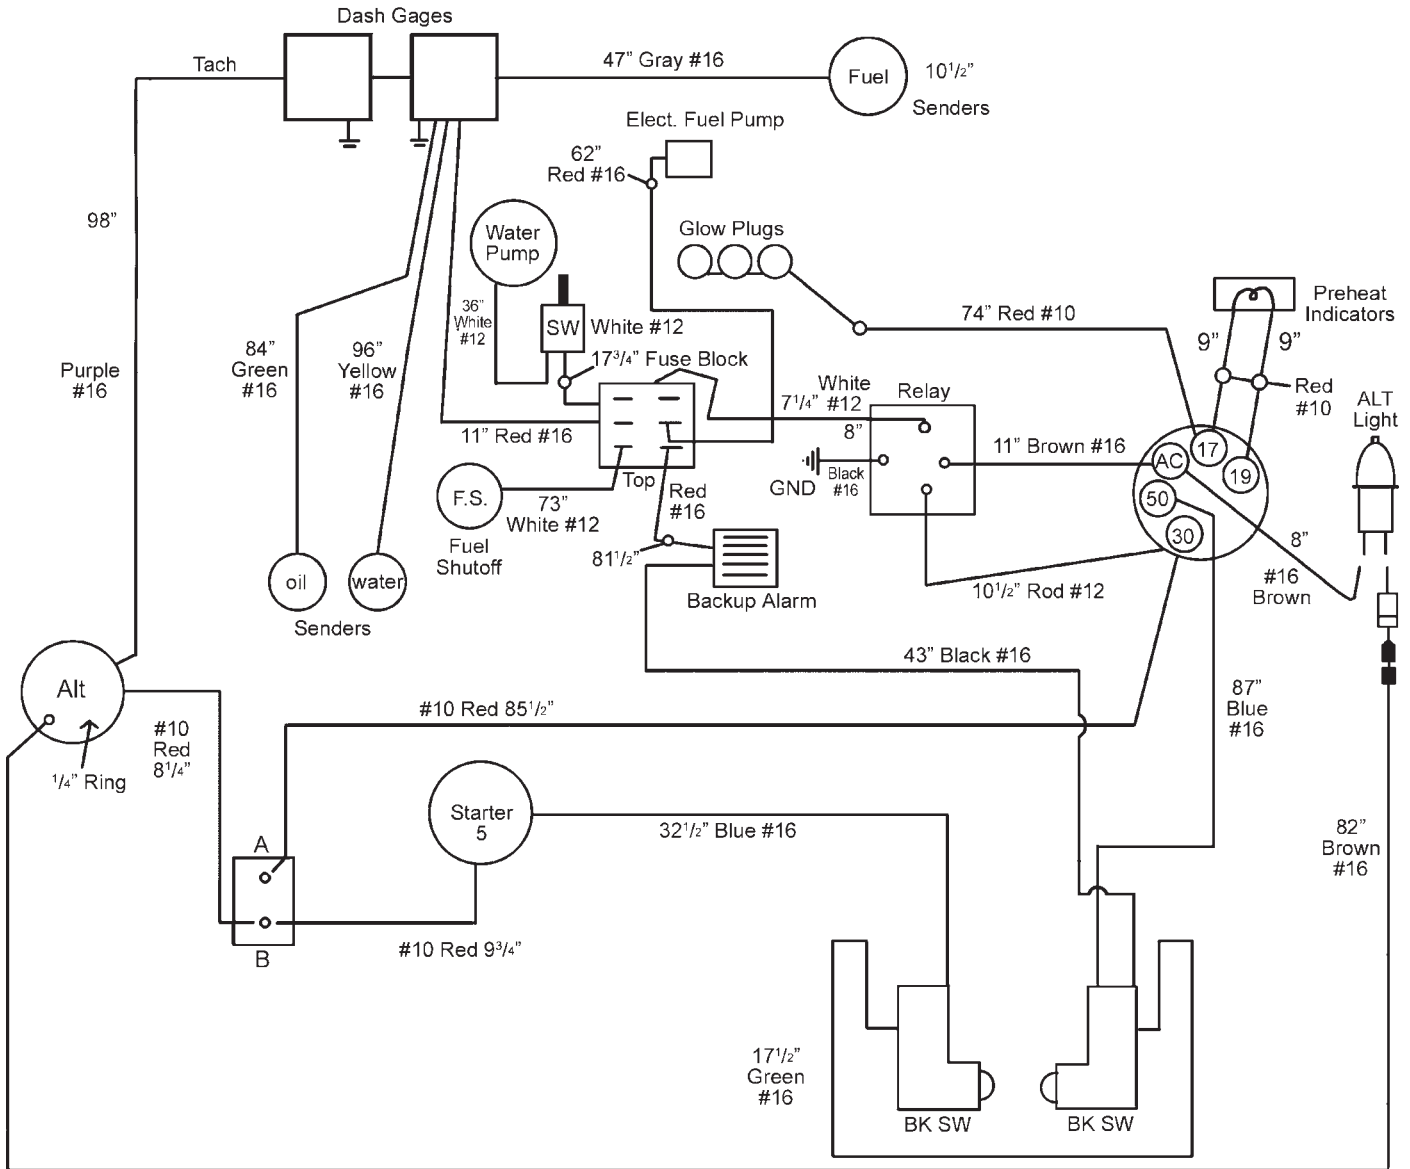 Dash Gages
Tach
47” Gray #16
Fuel
10 1/2”
Senders
Elect. Fuel Pump
62”
Red #16
98”
Water
Pump
Glow Plugs
36”
White
#12
SW
White #12
74” Red #10
Preheat
Indicators
9”
9”
84”
Green
#16
96”
Yellow
#16
17 3/4” Fuse Block
Purple
#16
White
7 1/4” #12
Relay
Red
#10
ALT
Light
11” Red #16
8”
11” Brown #16
AC
17
19
50
30
GND
Black
#16
Top
F.S.
73”
White #12
Red
#16
Fuel
Shutoff
81 1/2”
Backup Alarm
8”
#16
Brown
10 1/2” Rod #12
oil
water
Senders
43” Black #16
Alt
#10 Red 85 1/2”
87”
Blue
#16
#10
Red
8 1/4”
1/4” Ring
Starter
5
32 1/2” Blue #16
82”
Brown
#16
A
B
#10 Red 9 3/4”
17 1/2”
Green
#16
BK SW
BK SW